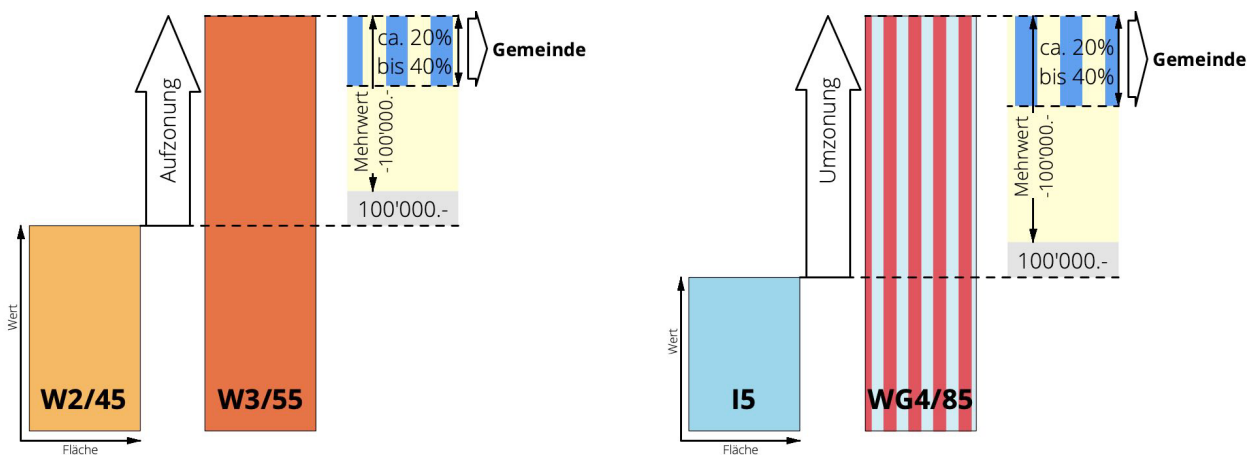 Wert
Fläche
W2/45
Aufzonung
W3/55
Mehrwert
-100'000.-
ca. 20%
bis 40%
100'000.-
Gemeinde
Wert
Fläche
I5
Umzonung
WG4/85
Mehrwert
-100'000.-
ca. 20%
bis 40%
100'000.-
Gemeinde